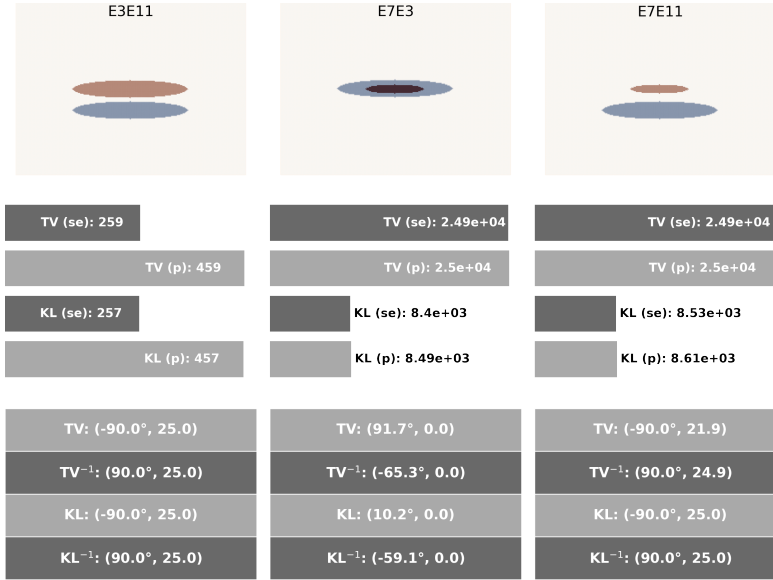 E3E11 E7E3 E7E11
TV (se): 259 TV (se): 2.49e+04 TV (se): 2.49e+04
TV (p): 459 TV (p): 2.5e+04 TV (p): 2.5e+04
KL (se): 257 KL (se): 8.4e+03 KL (se): 8.53e+03
KL (p): 457 KL (p): 8.49e+03 KL (p): 8.61e+03
TV: (-90.0°, 25.0) TV: (91.7°, 0.0) TV: (-90.0°, 21.9)
TV⁻¹: (90.0°, 25.0) TV⁻¹: (-65.3°, 0.0) TV⁻¹: (90.0°, 24.9)
KL: (-90.0°, 25.0) KL: (10.2°, 0.0) KL: (-90.0°, 25.0)
KL⁻¹: (90.0°, 25.0) KL⁻¹: (-59.1°, 0.0) KL⁻¹: (90.0°, 25.0)